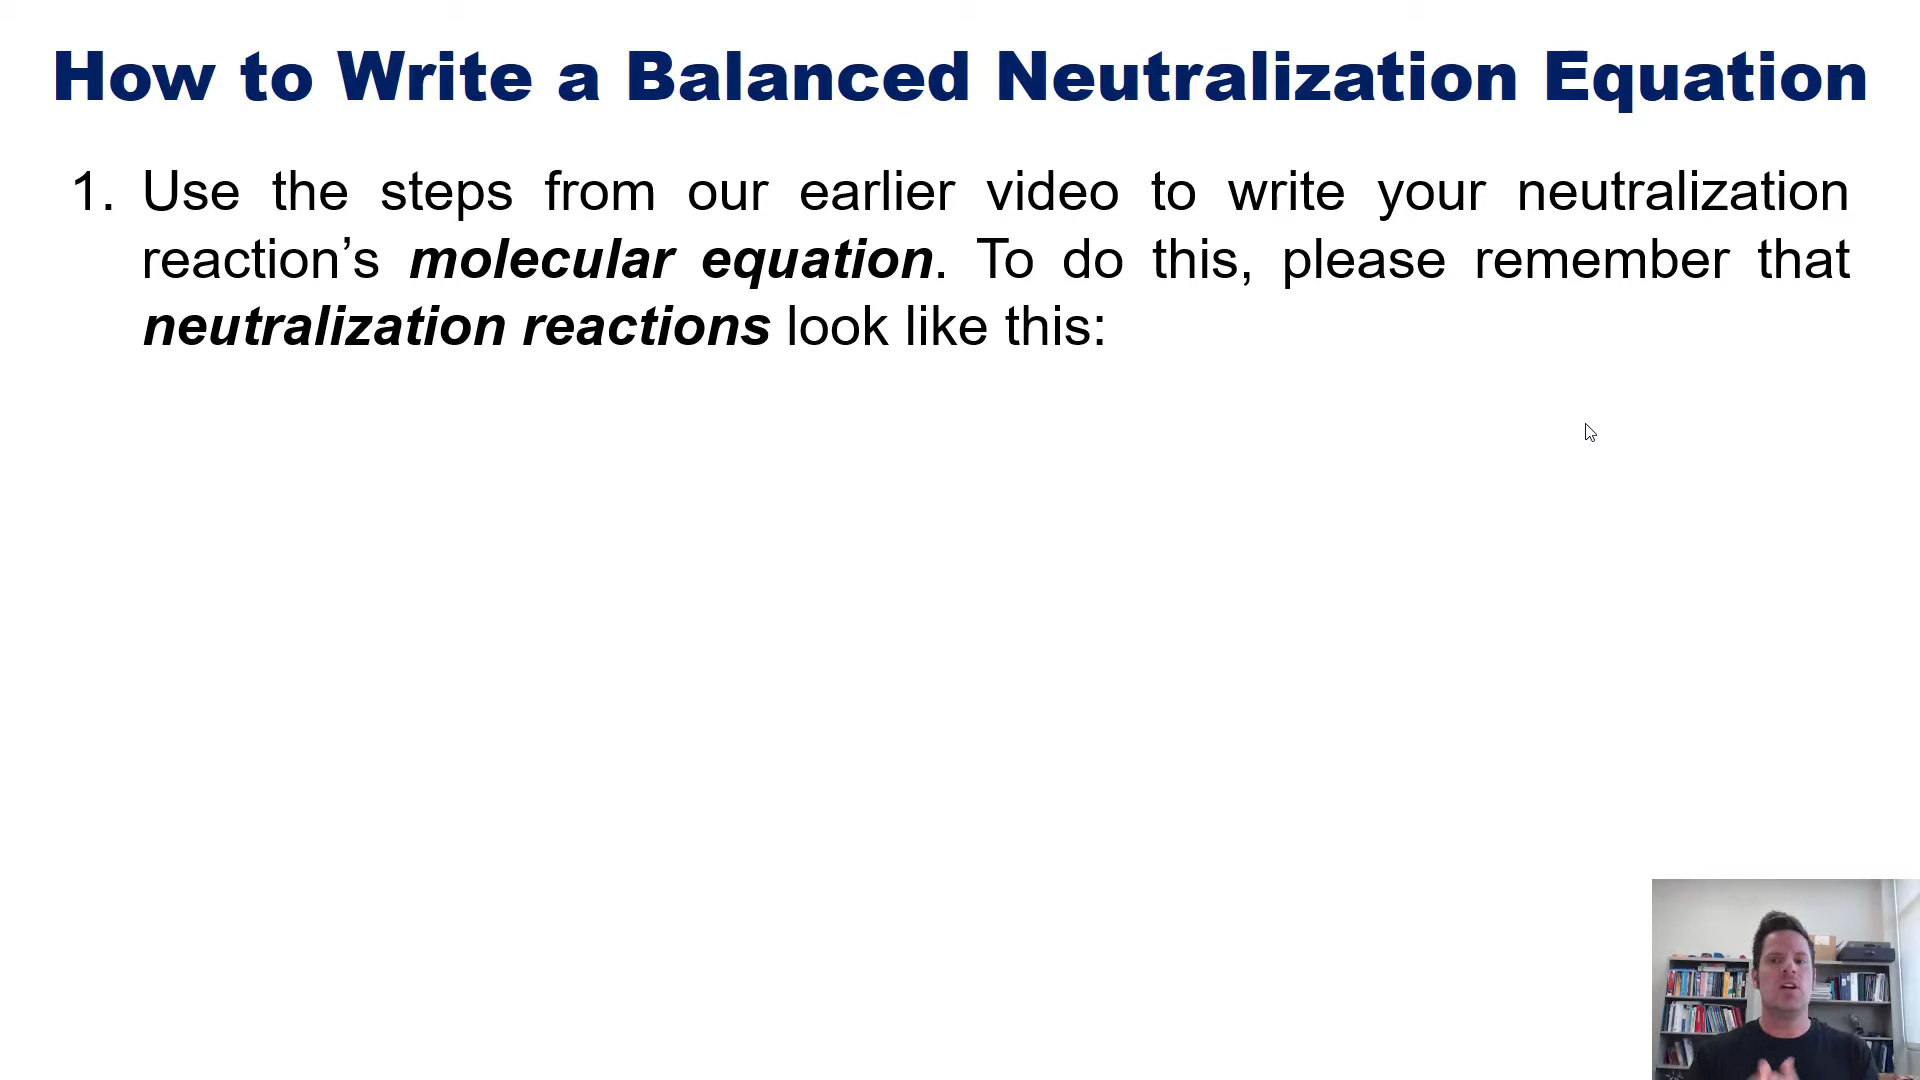 How to Write a Balanced Neutralization Equation
1. Use the steps from our earlier video to write your neutralization
reaction’s molecular equation. To do this, please remember that
neutralization reactions look like this: